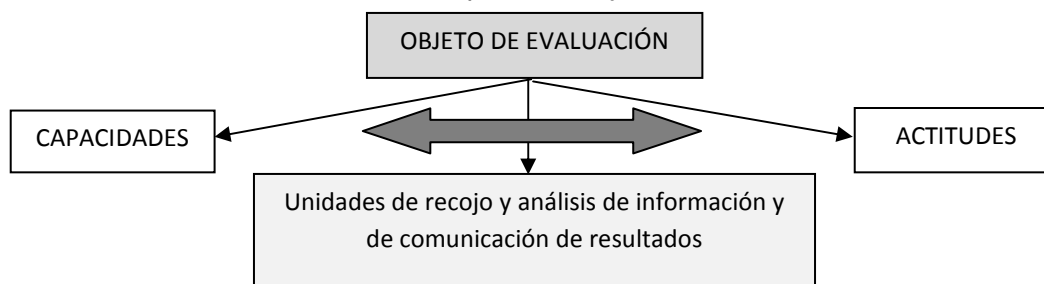 OBJETO DE EVALUACIÓN
CAPACIDADES
ACTITUDES
Unidades de recojo y análisis de información y
de comunicación de resultados